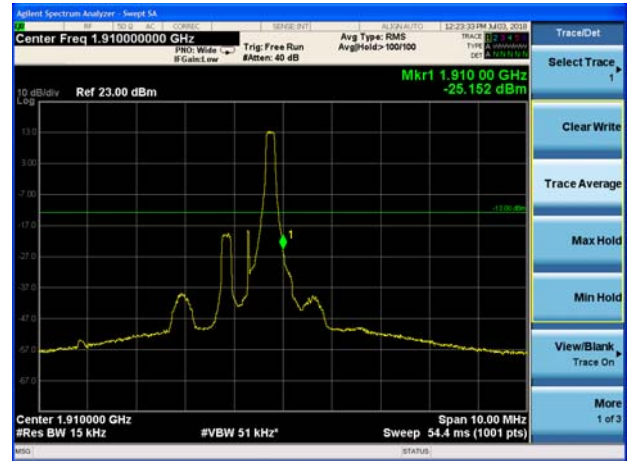 Agilent Spectrum Analyzer - Swept SA
RF 50 Ω AC CORREC SENSE:INT ALIGN AUTO 12:23:33 PM Jul 03, 2018
Center Freq 1.910000000 GHz
PNO: Wide
IFGain:Low
Trig: Free Run
#Atten: 40 dB
Avg Type: RMS
Avg|Hold:>100/100
TRACE 1 2 3 4 5 6
TYPE
DET A N N N N N
Mkr1 1.910 00 GHz
-25.152 dBm
10 dB/div Ref 23.00 dBm
Log
13.0
3.00
-7.00
-13.00 dBm
-17.0
1
-27.0
-37.0
-47.0
-57.0
-67.0
Center 1.910000 GHz
#Res BW 15 kHz
#VBW 51 kHz*
Span 10.00 MHz
Sweep 54.4 ms (1001 pts)
MSG
STATUS
Trace/Det
Select Trace
1
Clear Write
Trace Average
Max Hold
Min Hold
View/Blank
Trace On
More
1 of 3